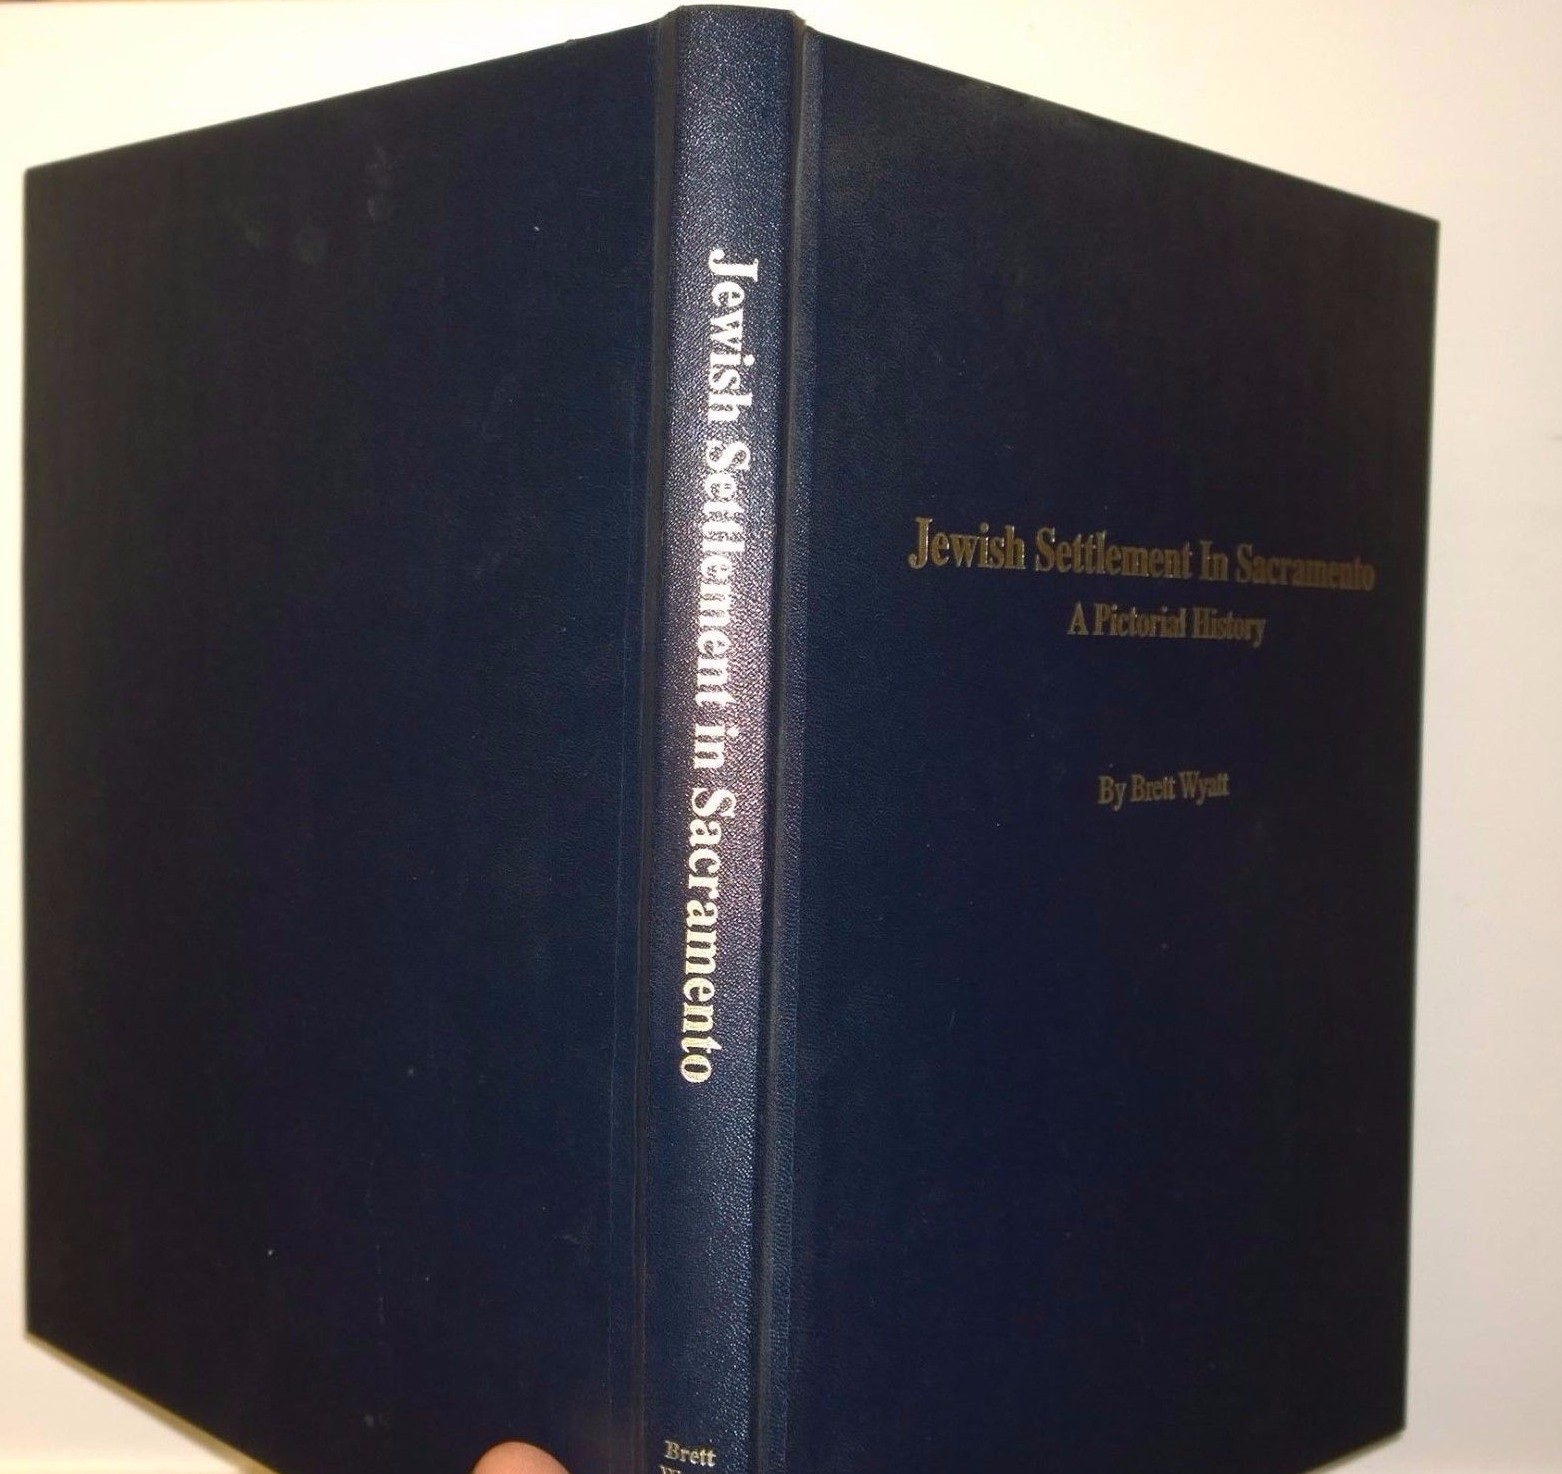 Jewish Settlement in Sacramento
Brett
Jewish Settlement In Sacramento
A Pictorial History
By Brett Wyatt